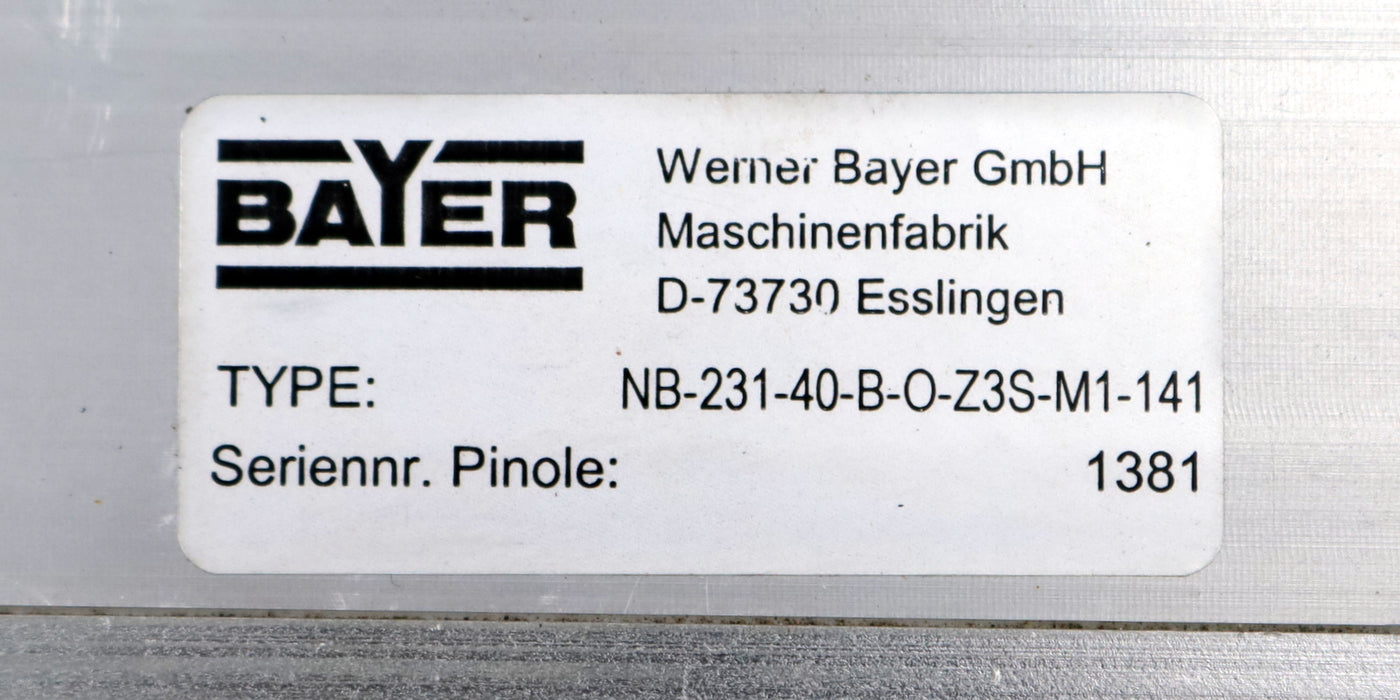 BAYER
Werner Bayer GmbH
Maschinenfabrik
D-73730 Esslingen
TYPE: NB-231-40-B-O-Z3S-M1-141
Seriennr. Pinole: 1381